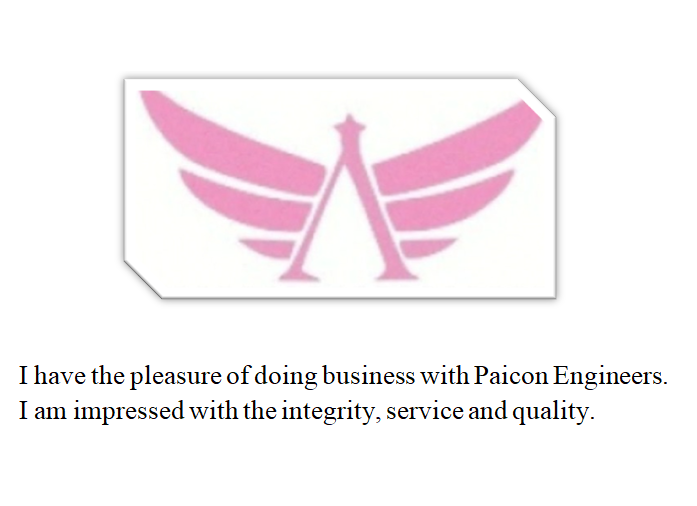 I have the pleasure of doing business with Paicon Engineers.
I am impressed with the integrity, service and quality.